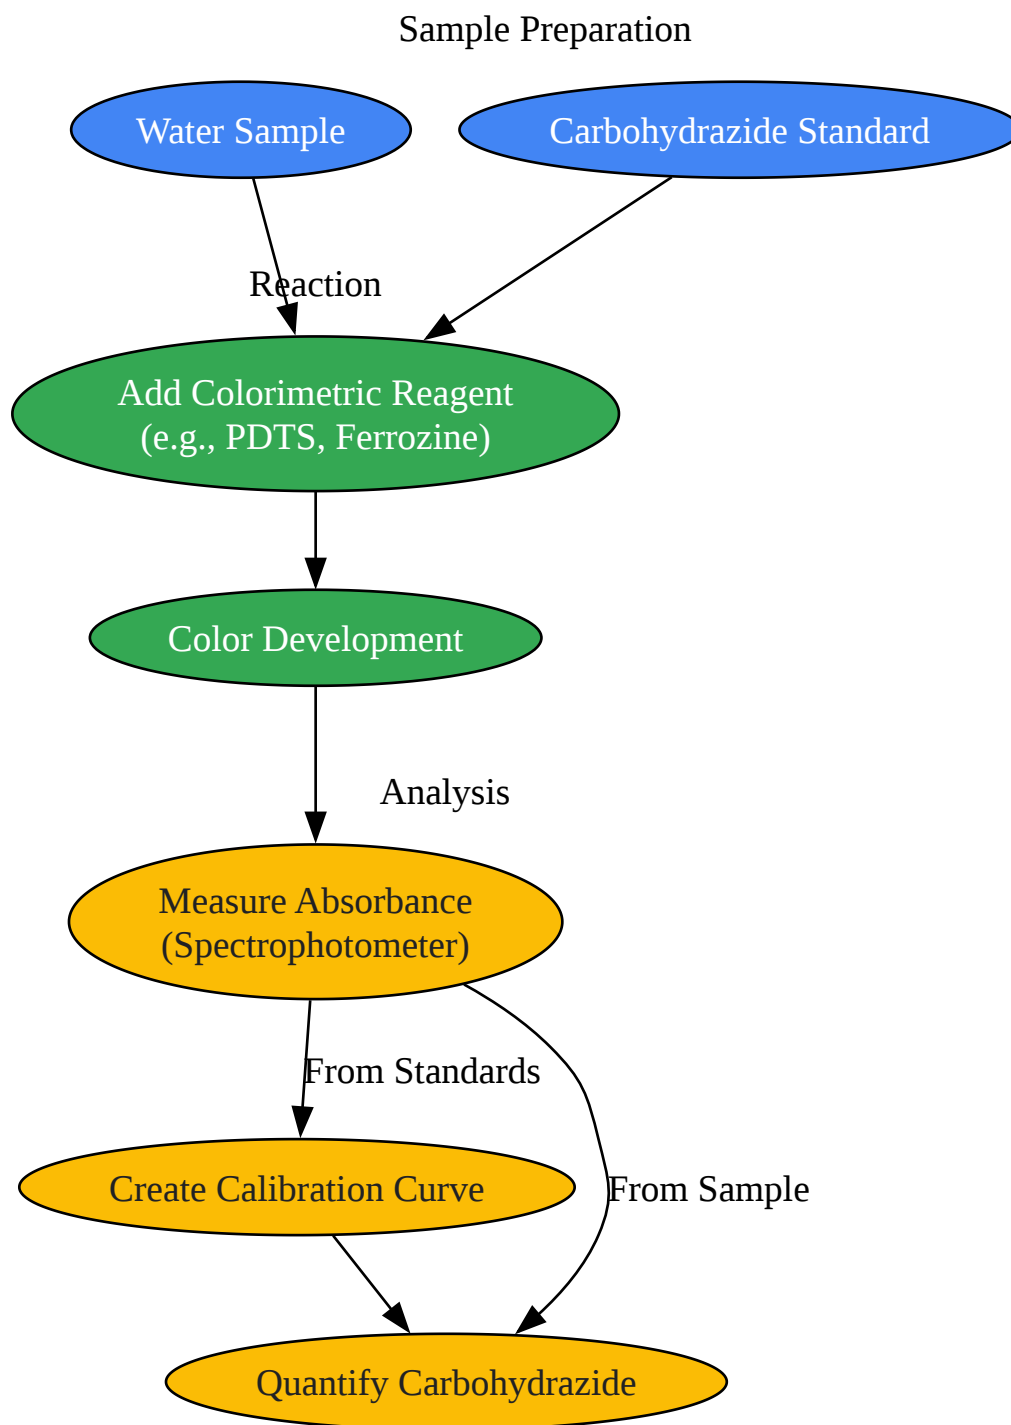 Sample Preparation
Water Sample
Carbohydrazide Standard
Reaction
Add Colorimetric Reagent
(e.g., PDTS, Ferrozine)
Color Development
Analysis
Measure Absorbance
(Spectrophotometer)
From Standards
Create Calibration Curve
From Sample
Quantify Carbohydrazide